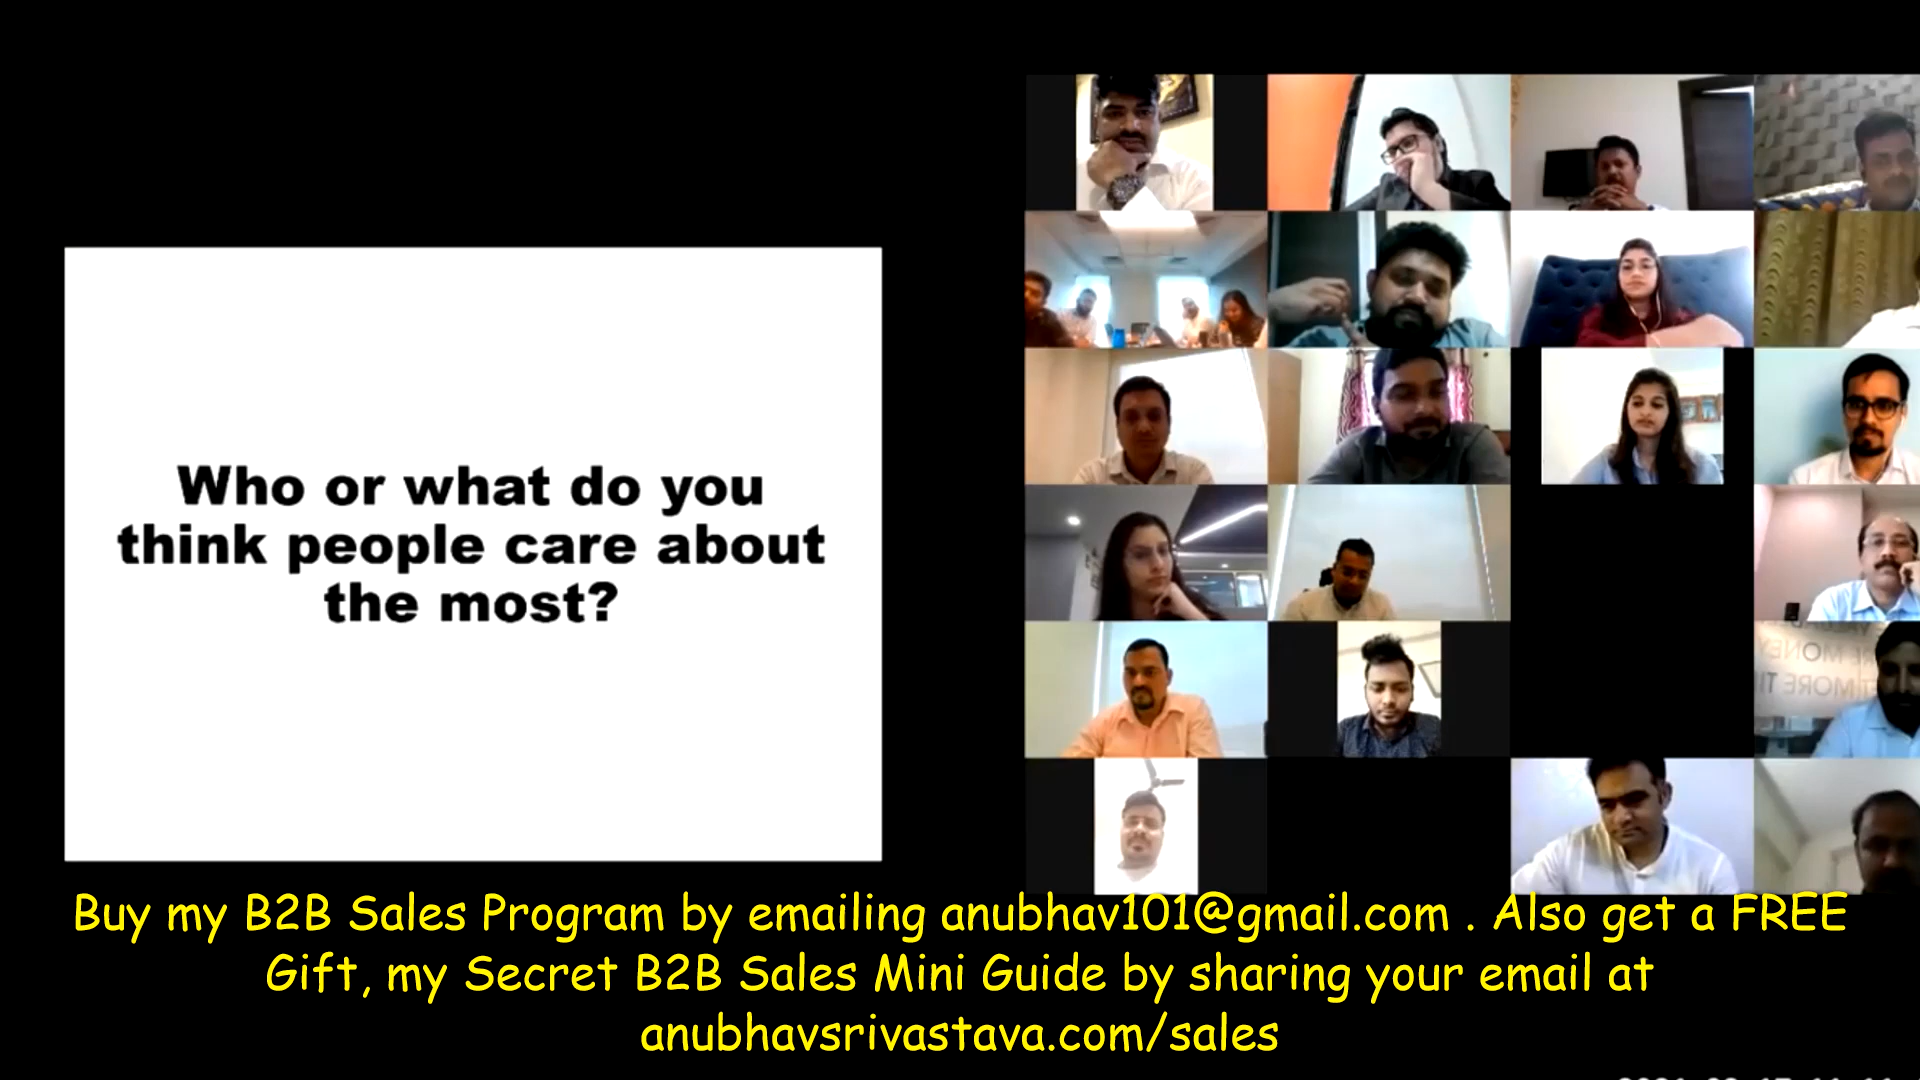 Who or what do you
think people care about
the most?
MONEY
MORE
Buy my B2B Sales Program by emailing anubhav101@gmail.com . Also get a FREE
Gift, my Secret B2B Sales Mini Guide by sharing your email at
anubhavsrivastava.com/sales